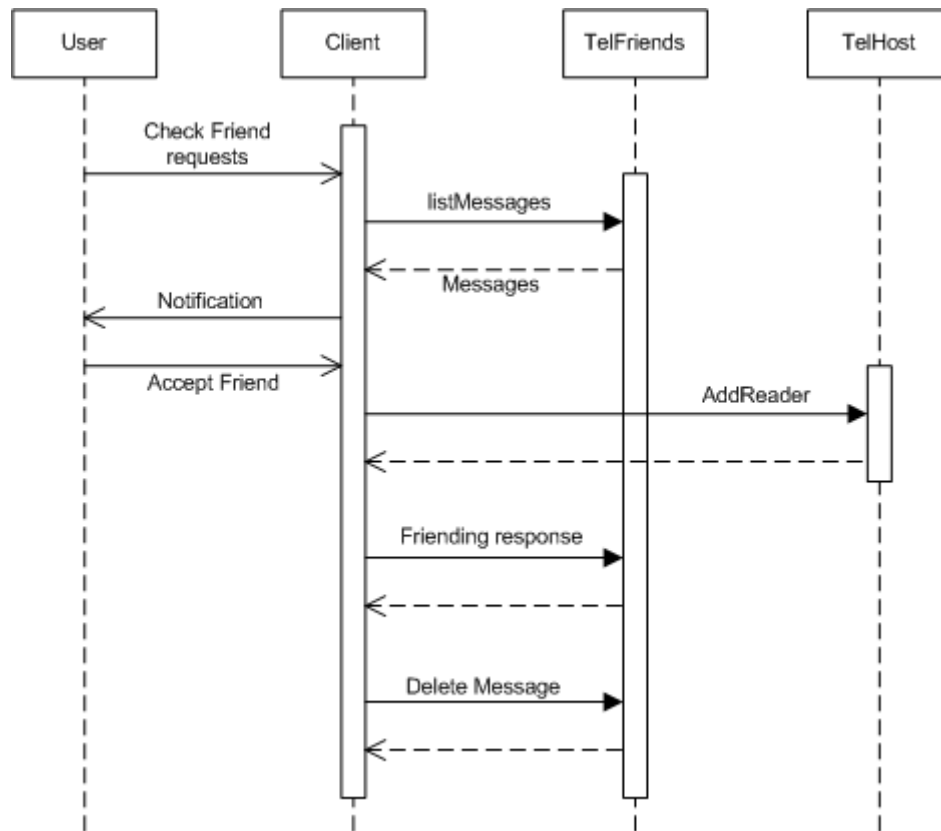 User
Client
TelFriends
TelHost
Check Friend
requests
listMessages
Messages
Notification
Accept Friend
AddReader
Friending response
Delete Message